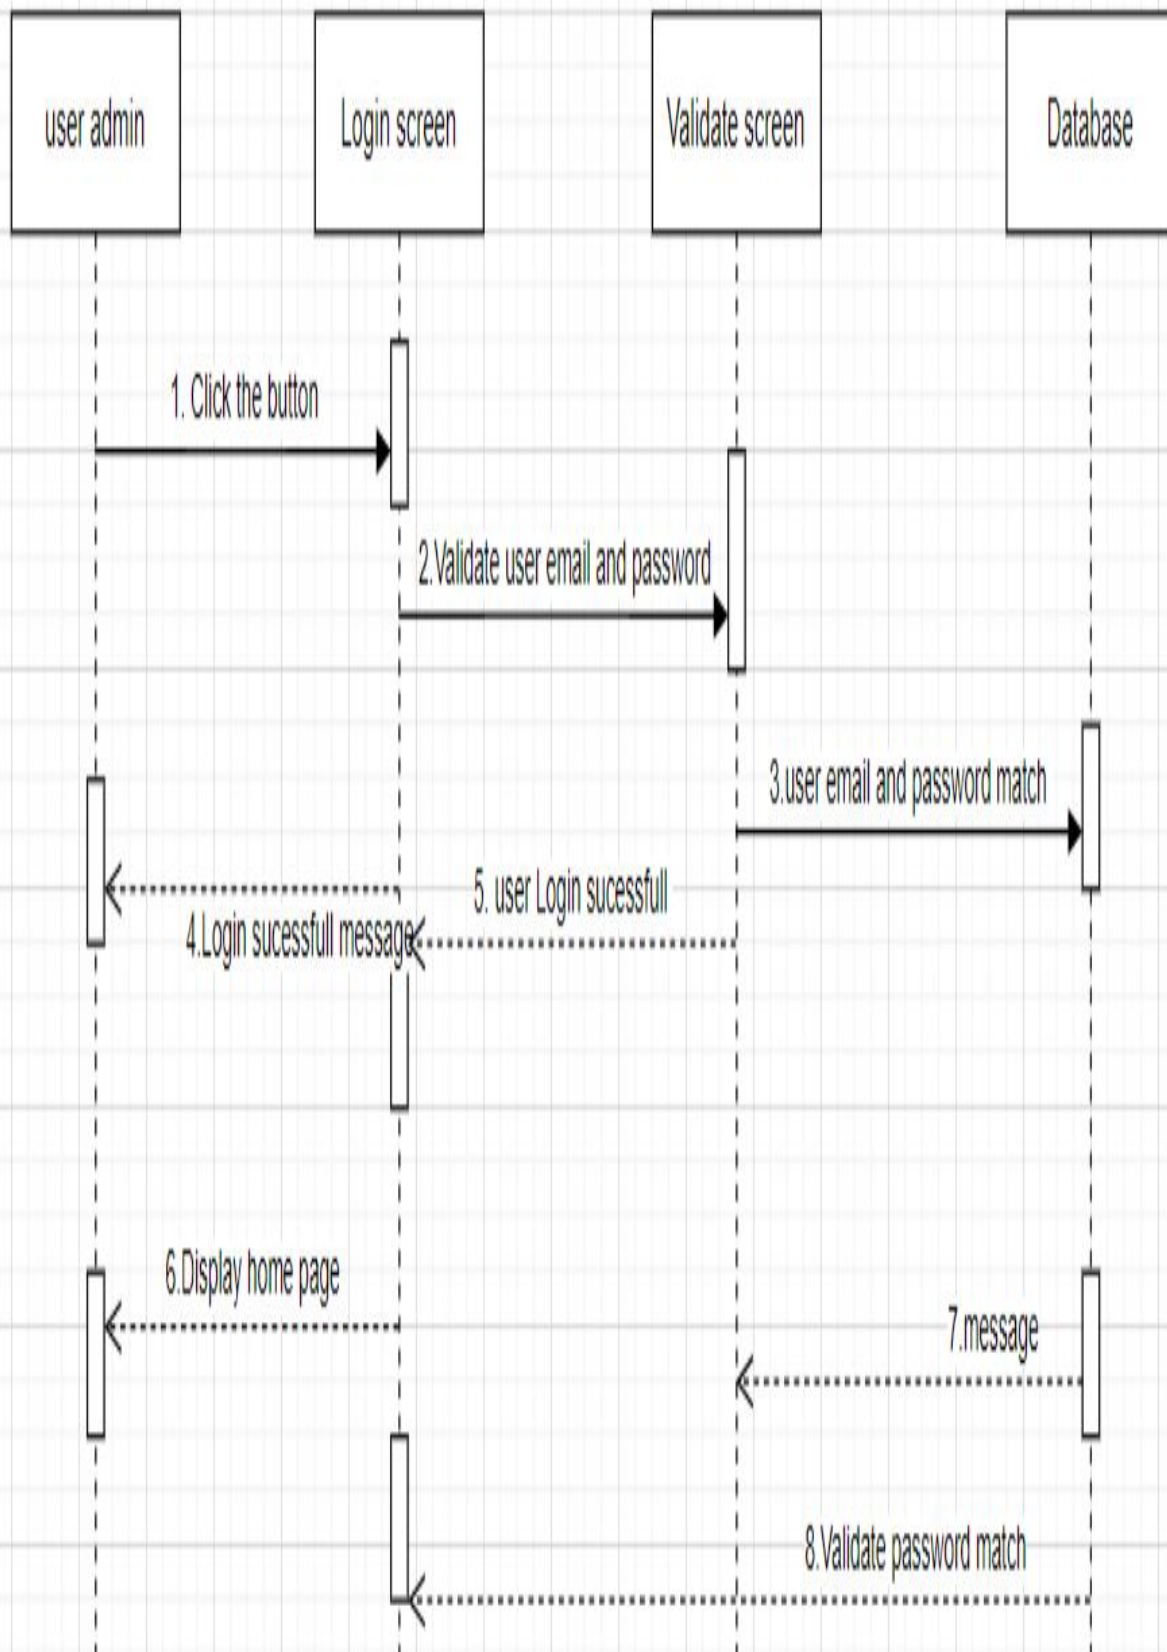 user admin
Login screen
Validate screen
Database
1. Click the button
2.Validate user email and password
3.user email and password match
5. user Login sucessfull
4.Login sucessfull message
6.Display home page
7.message
8.Validate password match